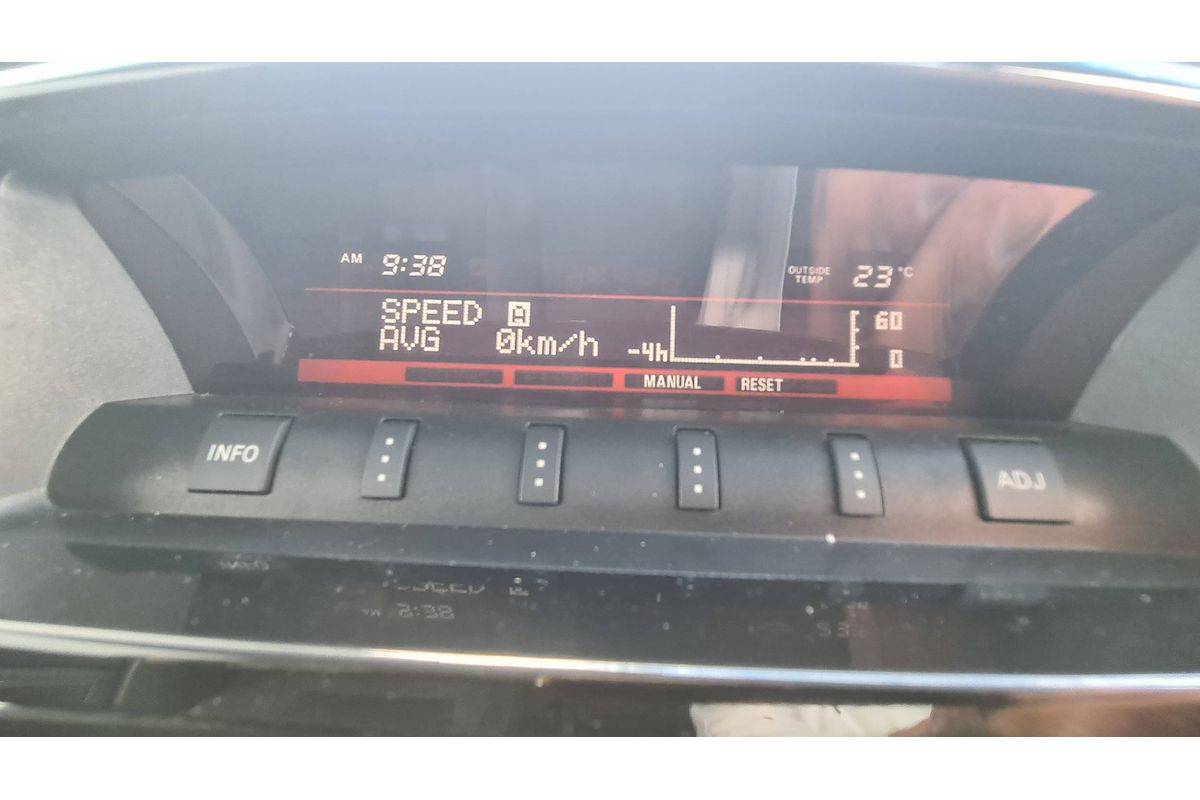 AM 9:38
OUTSIDE TEMP 23°C
SPEED A
AVG 0km/h
-4h
60
0
MANUAL RESET
INFO
ADJ